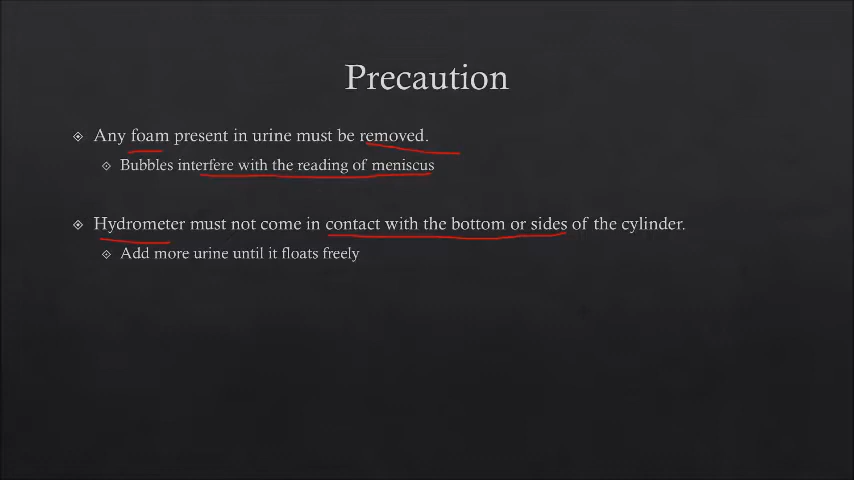 Precaution
Any foam present in urine must be removed.
Bubbles interfere with the reading of meniscus
Hydrometer must not come in contact with the bottom or sides of the cylinder.
Add more urine until it floats freely